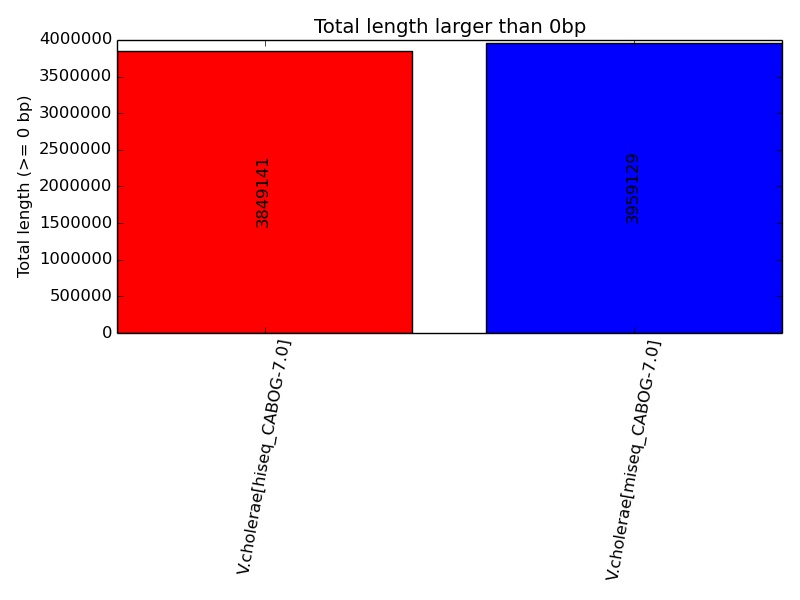 Total length larger than 0bp
Total length (>= 0 bp)
4000000
3500000
3000000
2500000
2000000
1500000
1000000
500000
0
3849141
3959129
V.cholerae[hiseq_CABOG-7.0]
V.cholerae[miseq_CABOG-7.0]